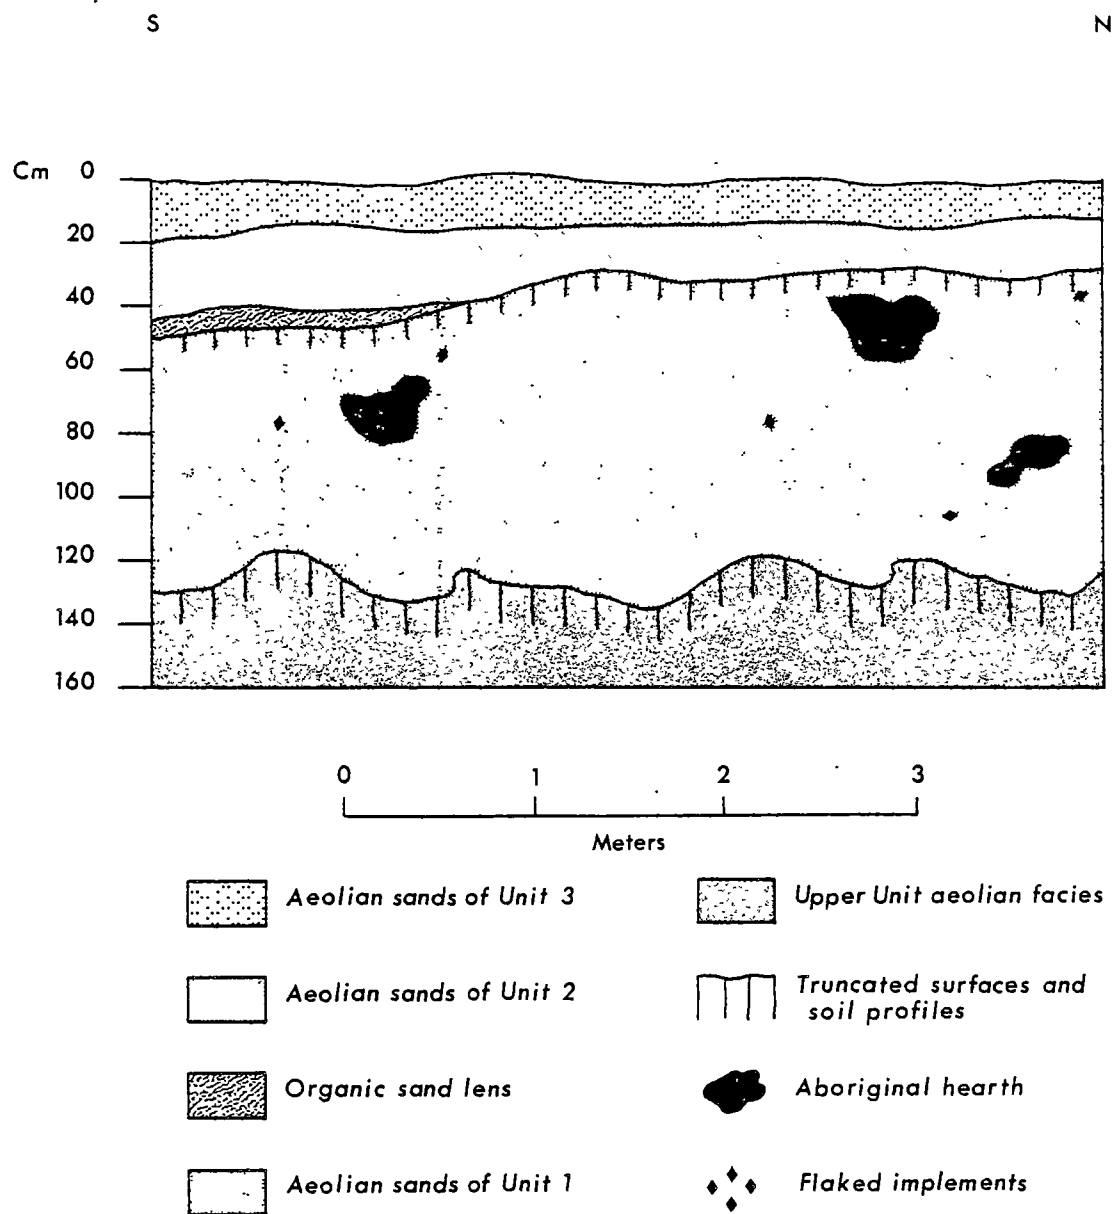 S N
Cm 0
20
40
60
80
100
120
140
160
0 1 2 3
Meters
Aeolian sands of Unit 3
Upper Unit aeolian facies
Aeolian sands of Unit 2
Truncated surfaces and
soil profiles
Organic sand lens
Aboriginal hearth
Aeolian sands of Unit 1
Flaked implements